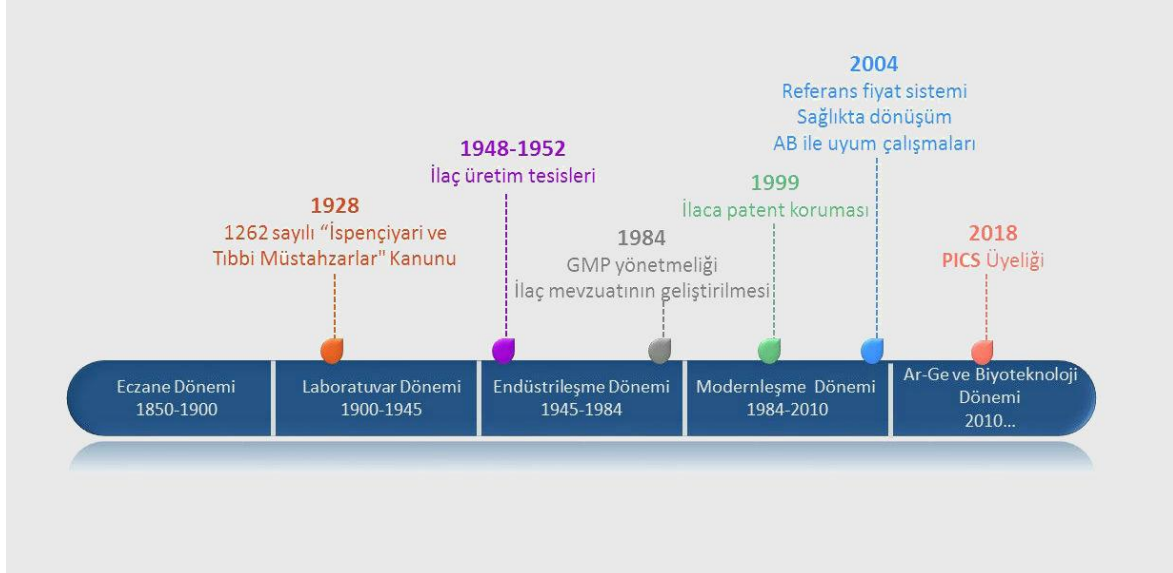 2004
Referans fiyat sistemi
Sağlıkta dönüşüm
AB ile uyum çalışmaları
1948-1952
İlaç üretim tesisleri
1999
İlaca patent koruması
1928
1262 sayılı “İspençiyari ve
Tıbbi Müstahzarlar" Kanunu
1984
GMP yönetmeliği
İlaç mevzuatının geliştirilmesi
2018
PICS Üyeliği
Eczane Dönemi
1850-1900
Laboratuvar Dönemi
1900-1945
Endüstrileşme Dönemi
1945-1984
Modernleşme Dönemi
1984-2010
Ar-Ge ve Biyoteknoloji
Dönemi
2010...